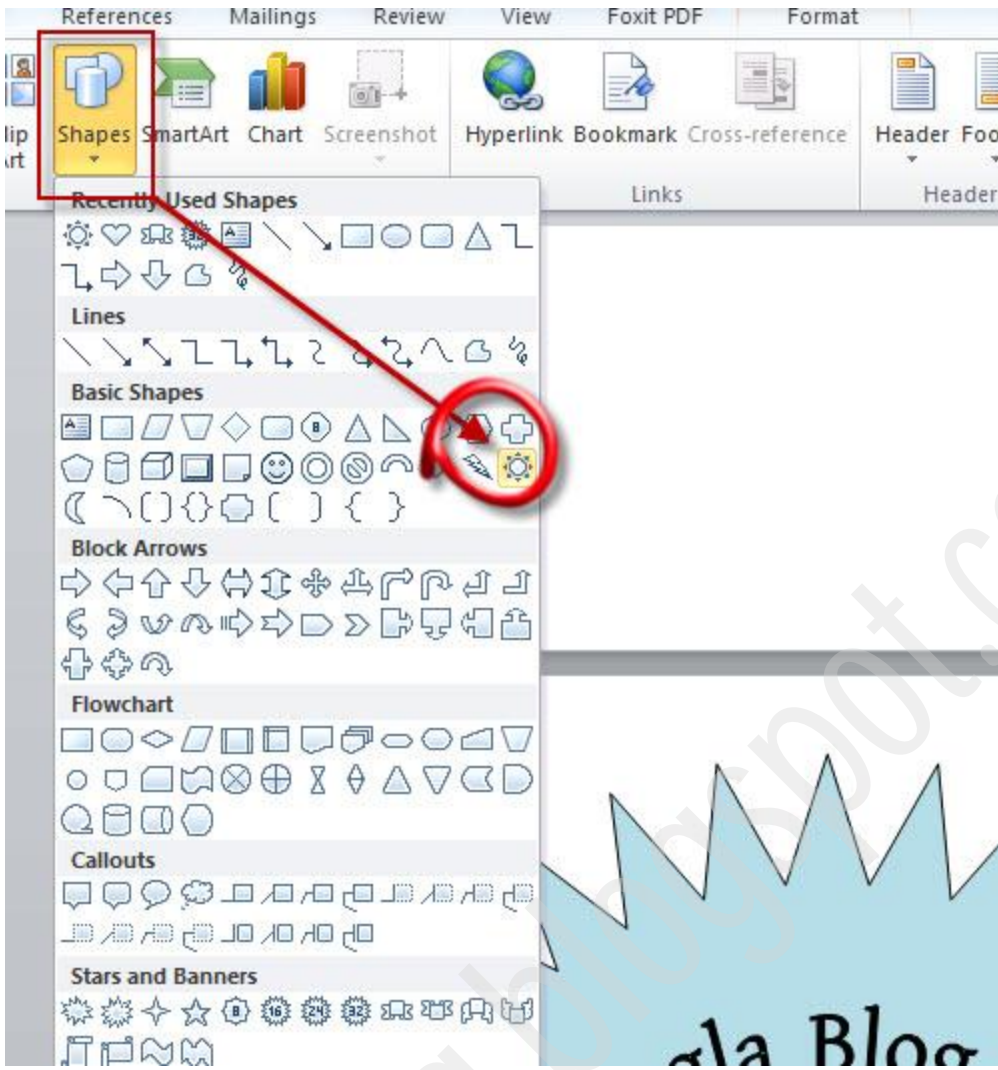 References Mailings Review View Foxit PDF Format
Shapes SmartArt Chart Screenshot Hyperlink Bookmark Cross-reference Header
Links Header
Recently Used Shapes
Lines
Basic Shapes
Block Arrows
Flowchart
Callouts
Stars and Banners
Blog